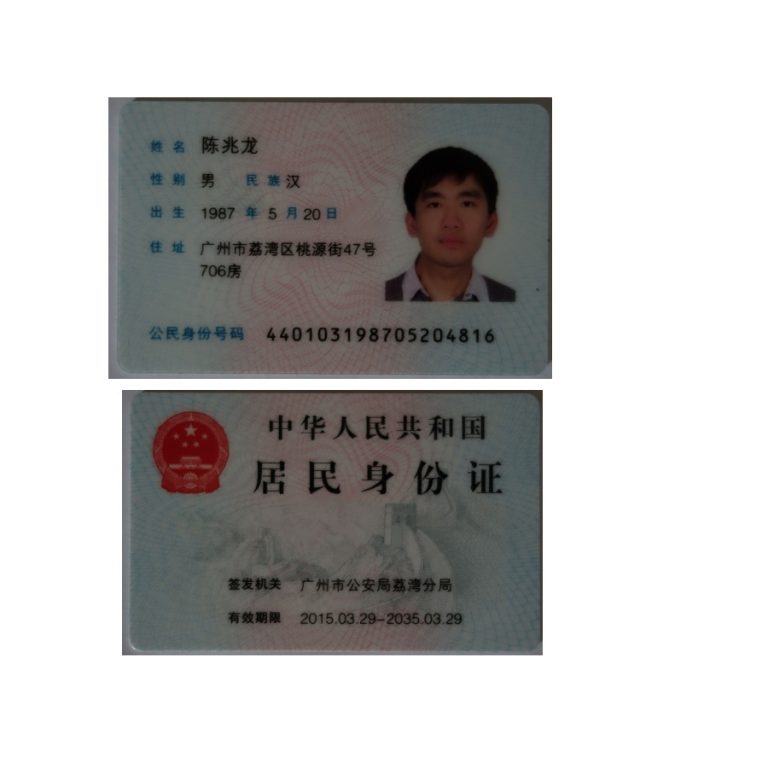 姓名 陈兆龙
性别 男 民族 汉
出生 1987 年 5 月 20 日
住址 广州市荔湾区桃源街47号
706房
公民身份号码 440103198705204816
中华人民共和国
居民身份证
签发机关 广州市公安局荔湾分局
有效期限 2015.03.29-2035.03.29